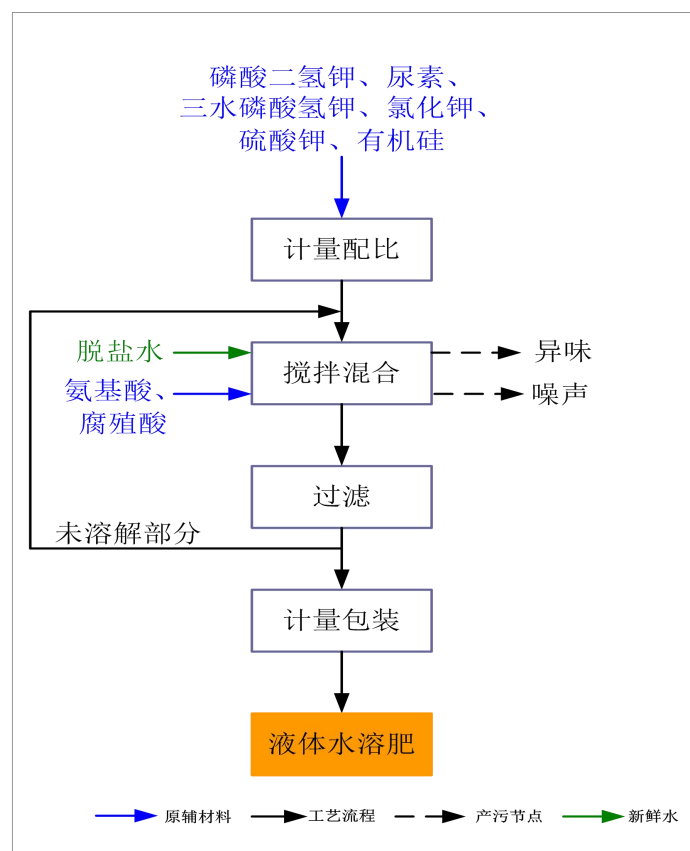 磷酸二氢钾、尿素、
三水磷酸氢钾、氯化钾、
硫酸钾、有机硅
计量配比
脱盐水
搅拌混合
异味
氨基酸、
腐殖酸
噪声
过滤
未溶解部分
计量包装
液体水溶肥
原辅材料
工艺流程
产污节点
新鲜水